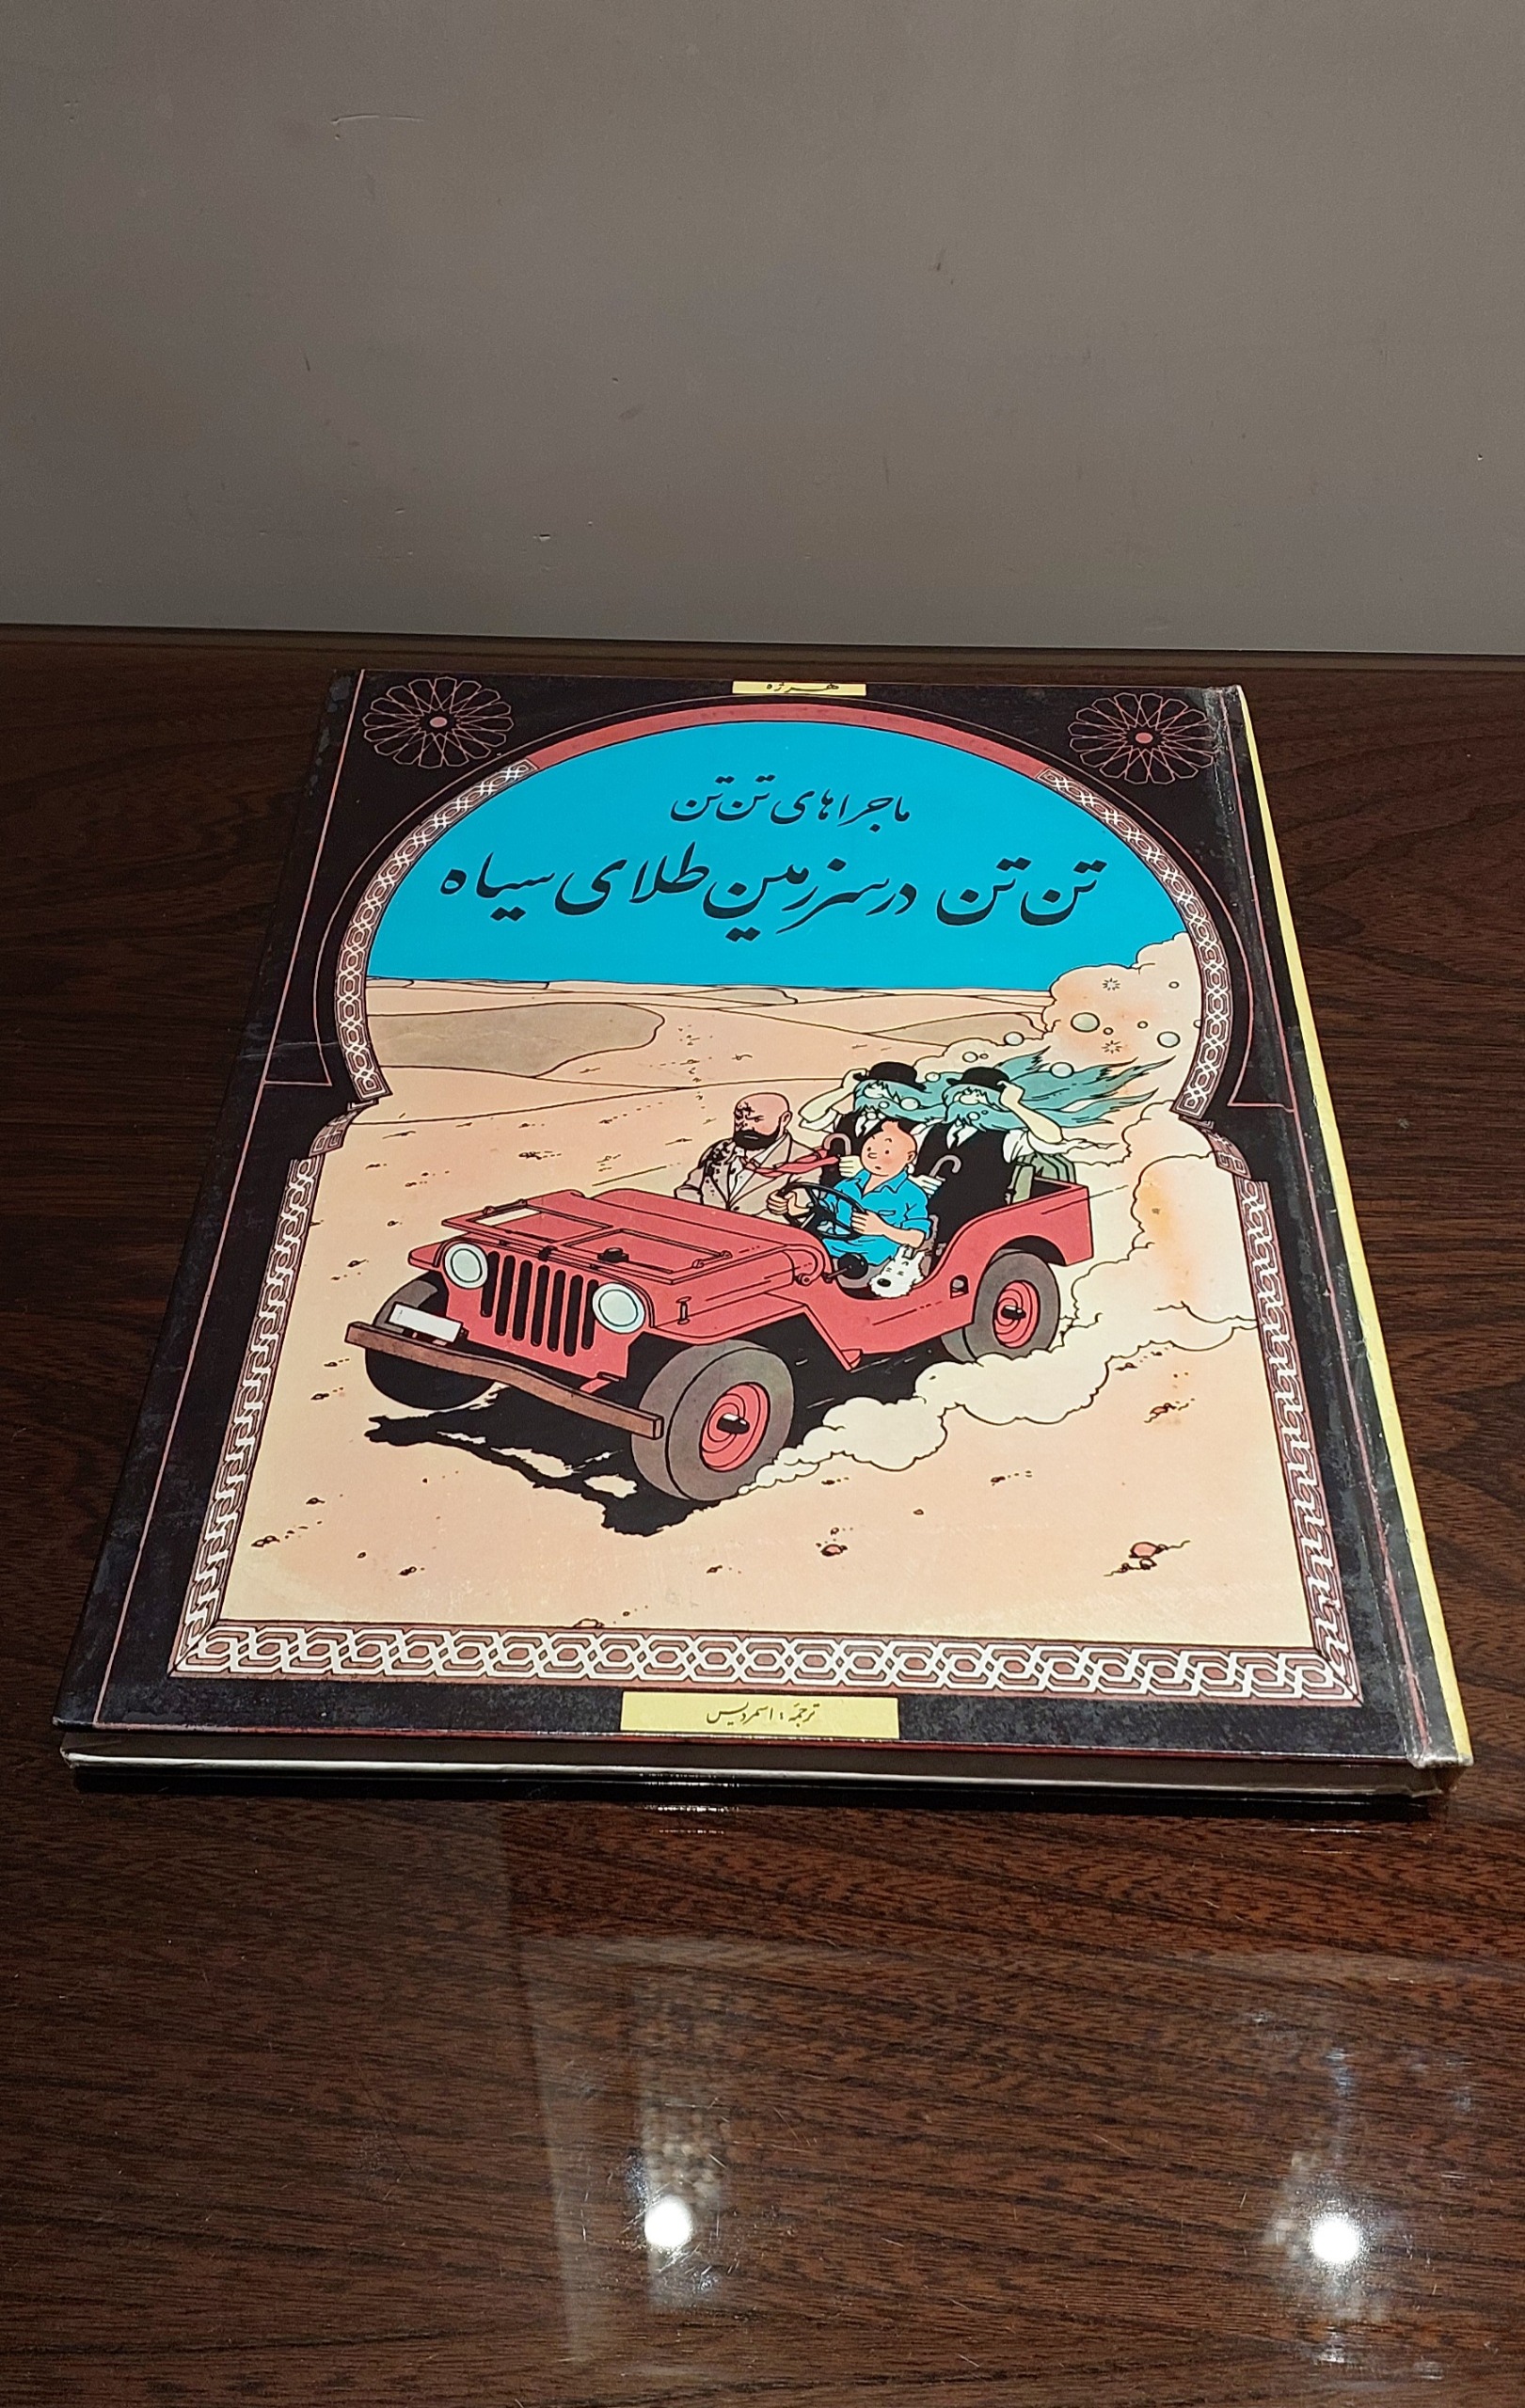 هرژه
ماجراهای تن‌تن
تن‌تن در سرزمین طلای سیاه
ترجمهٔ : اسمردیس